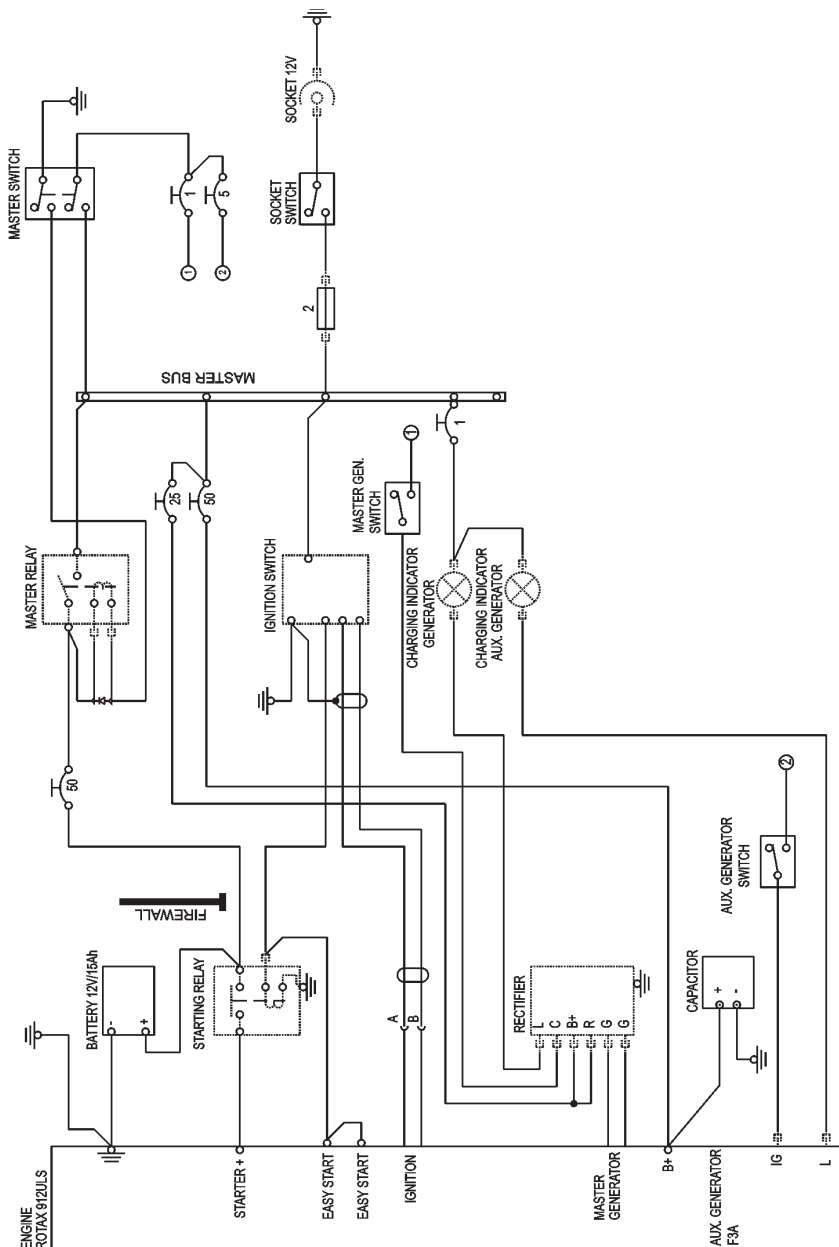 MASTER SWITCH
1
5
1
2
SOCKET 12V
SOCKET
SWITCH
2
MASTER BUS
MASTER RELAY
25
50
IGNITION SWITCH
MASTER GEN.
SWITCH
1
1
CHARGING INDICATOR
GENERATOR
CHARGING INDICATOR
AUX. GENERATOR
50
FIREWALL
BATTERY 12V/15Ah
-
+
STARTING RELAY
A
B
RECTIFIER
L
C
B+
R
G
G
CAPACITOR
+
-
AUX. GENERATOR
SWITCH
2
ENGINE
ROTAX 912ULS
STARTER +
EASY START
EASY START
IGNITION
MASTER
GENERATOR
B+
AUX. GENERATOR
F3A
IG
L